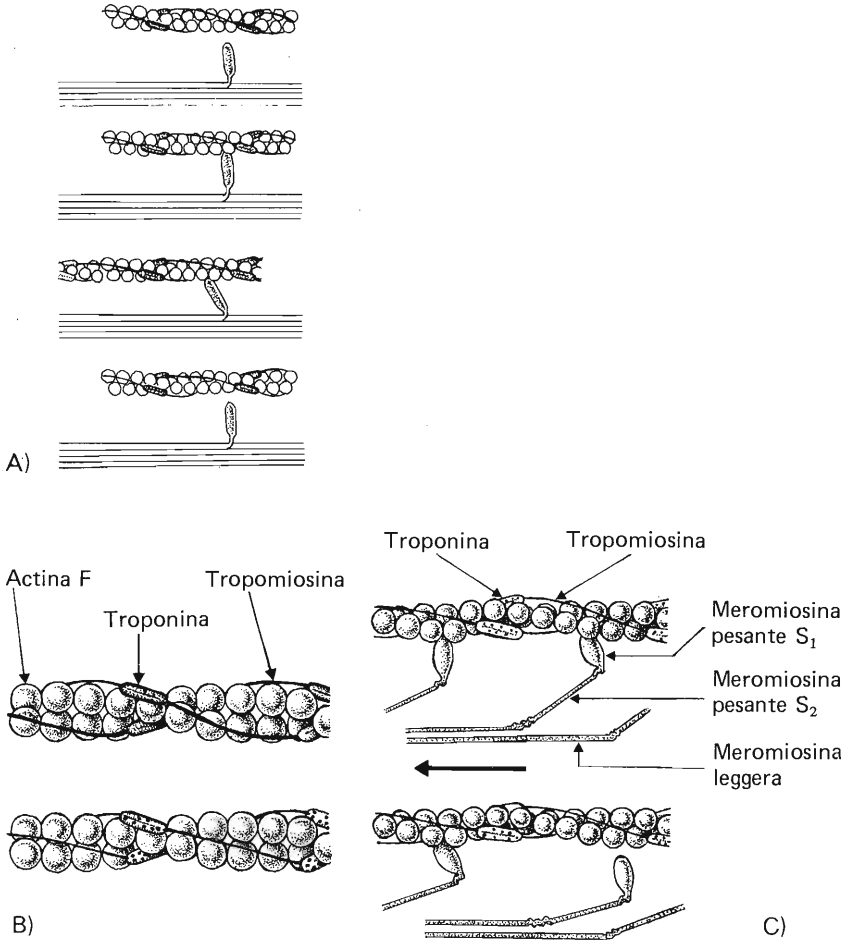 A)
Actina F
Troponina
Tropomiosina
B)
Troponina
Tropomiosina
Meromiosina
pesante S₁
Meromiosina
pesante S₂
Meromiosina
leggera
C)